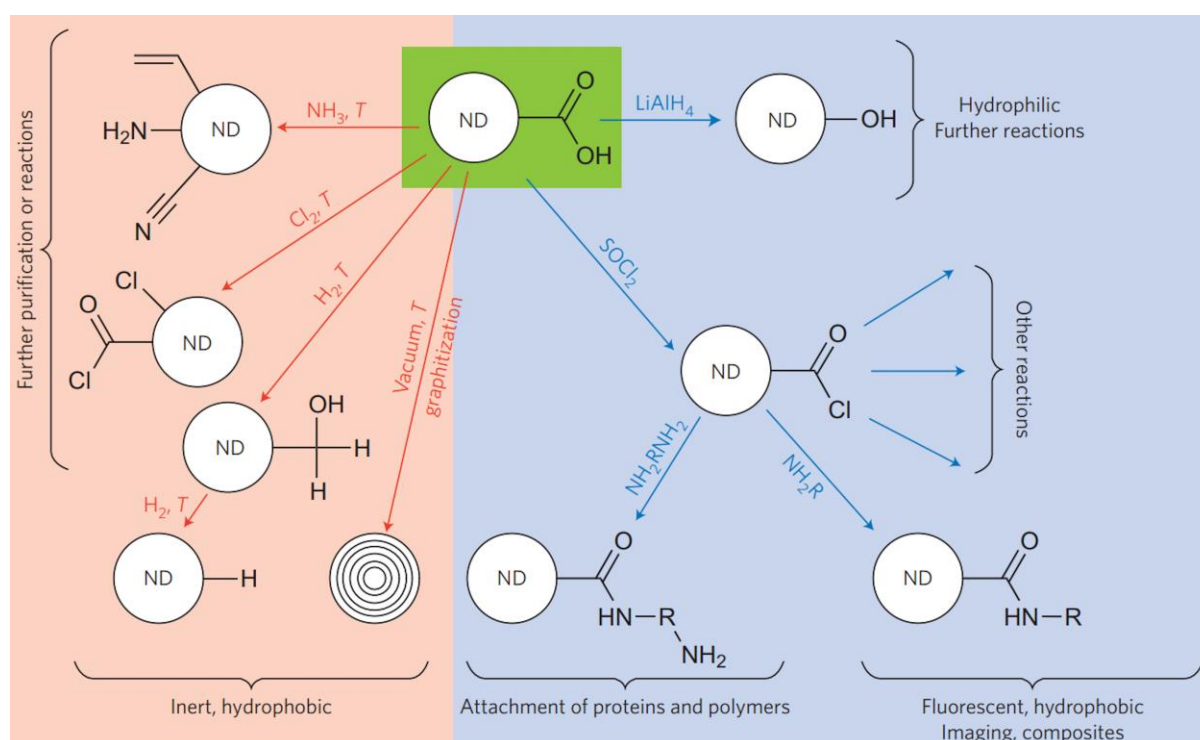 Further purification or reactions
H₂N
ND
N
NH₃, T
ND
O
OH
LiAlH₄
ND
OH
Hydrophilic
Further reactions
Cl₂, T
H₂, T
Vacuum, T
graphitization
SOCl₂
O
Cl
Cl
ND
ND
O
Cl
Other reactions
ND
OH
H
H
H₂, T
NH₂RNH₂
NH₂R
ND
H
ND
O
HN–R
NH₂
ND
O
HN–R
Inert, hydrophobic
Attachment of proteins and polymers
Fluorescent, hydrophobic
Imaging, composites